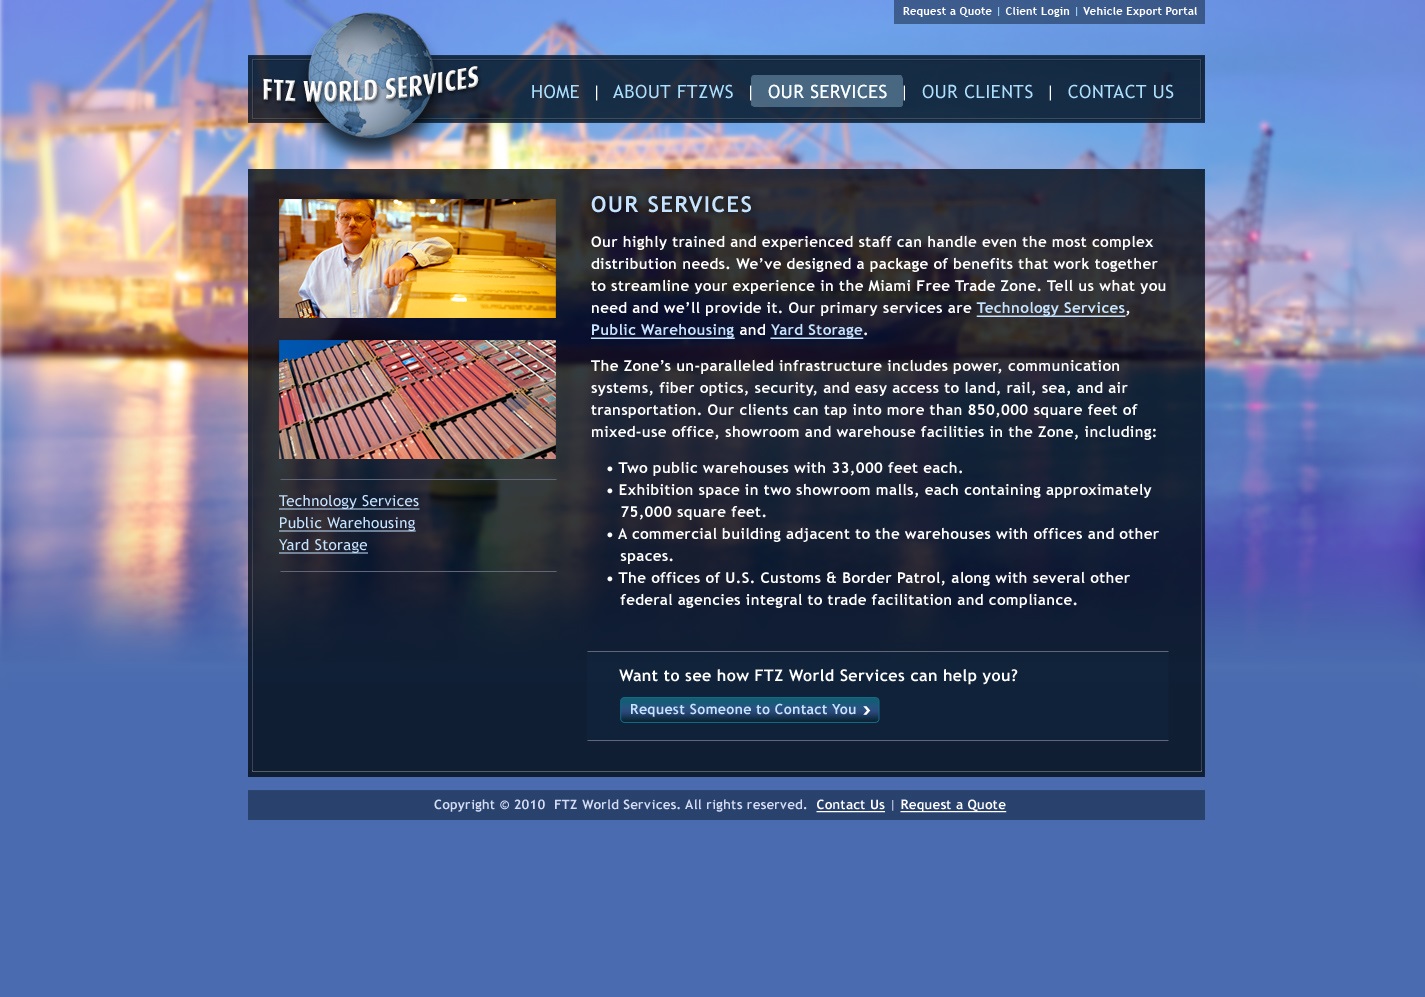 Request a Quote | Client Login | Vehicle Export Portal
FTZ WORLD SERVICES
HOME | ABOUT FTZWS | OUR SERVICES | OUR CLIENTS | CONTACT US
OUR SERVICES
Our highly trained and experienced staff can handle even the most complex
distribution needs. We’ve designed a package of benefits that work together
to streamline your experience in the Miami Free Trade Zone. Tell us what you
need and we’ll provide it. Our primary services are Technology Services,
Public Warehousing and Yard Storage.
The Zone’s un-paralleled infrastructure includes power, communication
systems, fiber optics, security, and easy access to land, rail, sea, and air
transportation. Our clients can tap into more than 850,000 square feet of
mixed-use office, showroom and warehouse facilities in the Zone, including:
• Two public warehouses with 33,000 feet each.
• Exhibition space in two showroom malls, each containing approximately
75,000 square feet.
• A commercial building adjacent to the warehouses with offices and other
spaces.
• The offices of U.S. Customs & Border Patrol, along with several other
federal agencies integral to trade facilitation and compliance.
Technology Services
Public Warehousing
Yard Storage
Want to see how FTZ World Services can help you?
Request Someone to Contact You ›
Copyright © 2010 FTZ World Services. All rights reserved. Contact Us | Request a Quote